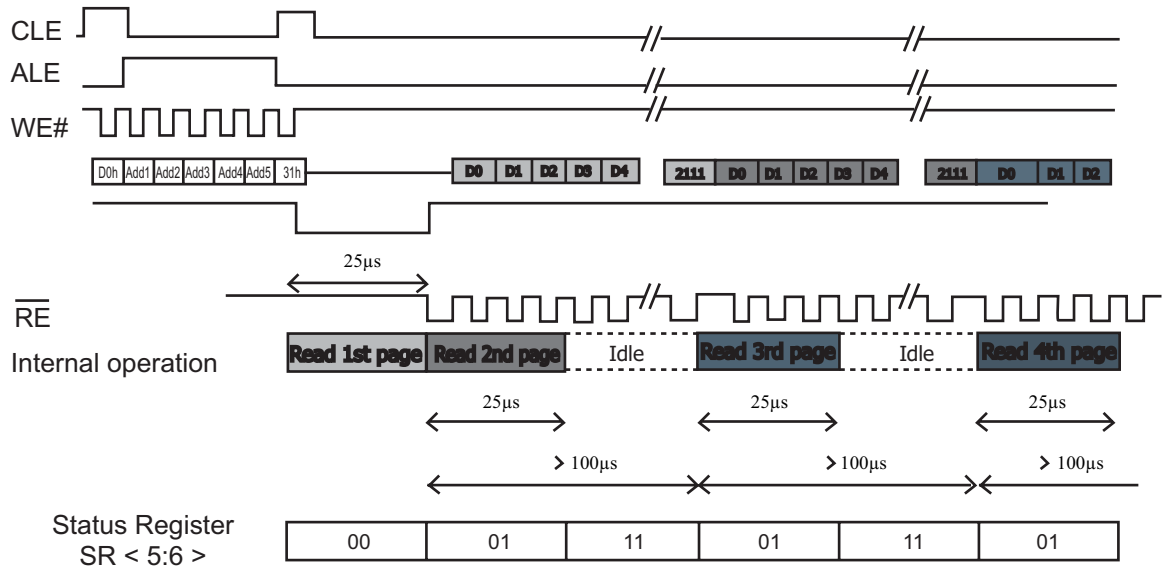 CLE
ALE
WE#
D0h Add1 Add2 Add3 Add4 Add5 31h D0 D1 D2 D3 D4 2111 D0 D1 D2 D3 D4 2111 D0 D1 D2
25µs
RE
Internal operation Read 1st page Read 2nd page Idle Read 3rd page Idle Read 4th page
25µs 25µs 25µs
> 100µs > 100µs > 100µs
Status Register
SR < 5:6 > 00 01 11 01 11 01